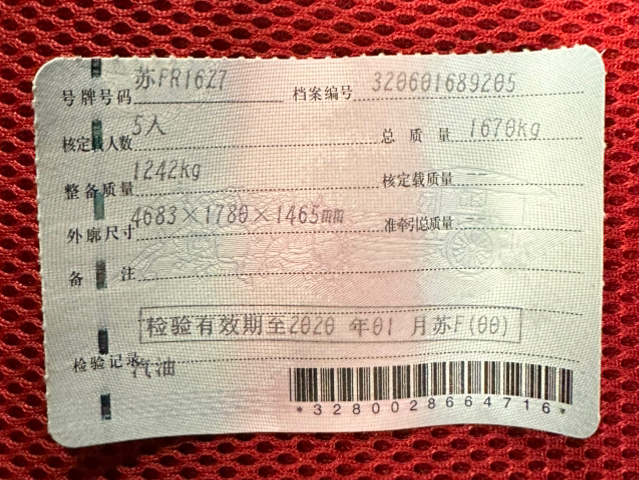 号牌号码 苏FR16Z7 档案编号 320601689205
核定载人数 5人 总质量 1670kg
整备质量 1242kg 核定载质量 --
外廓尺寸 4683×1780×1465mm 准牵引总质量 --
备注
检验有效期至2020 年01 月苏F(00)
检验记录 汽油
*3280028664716*